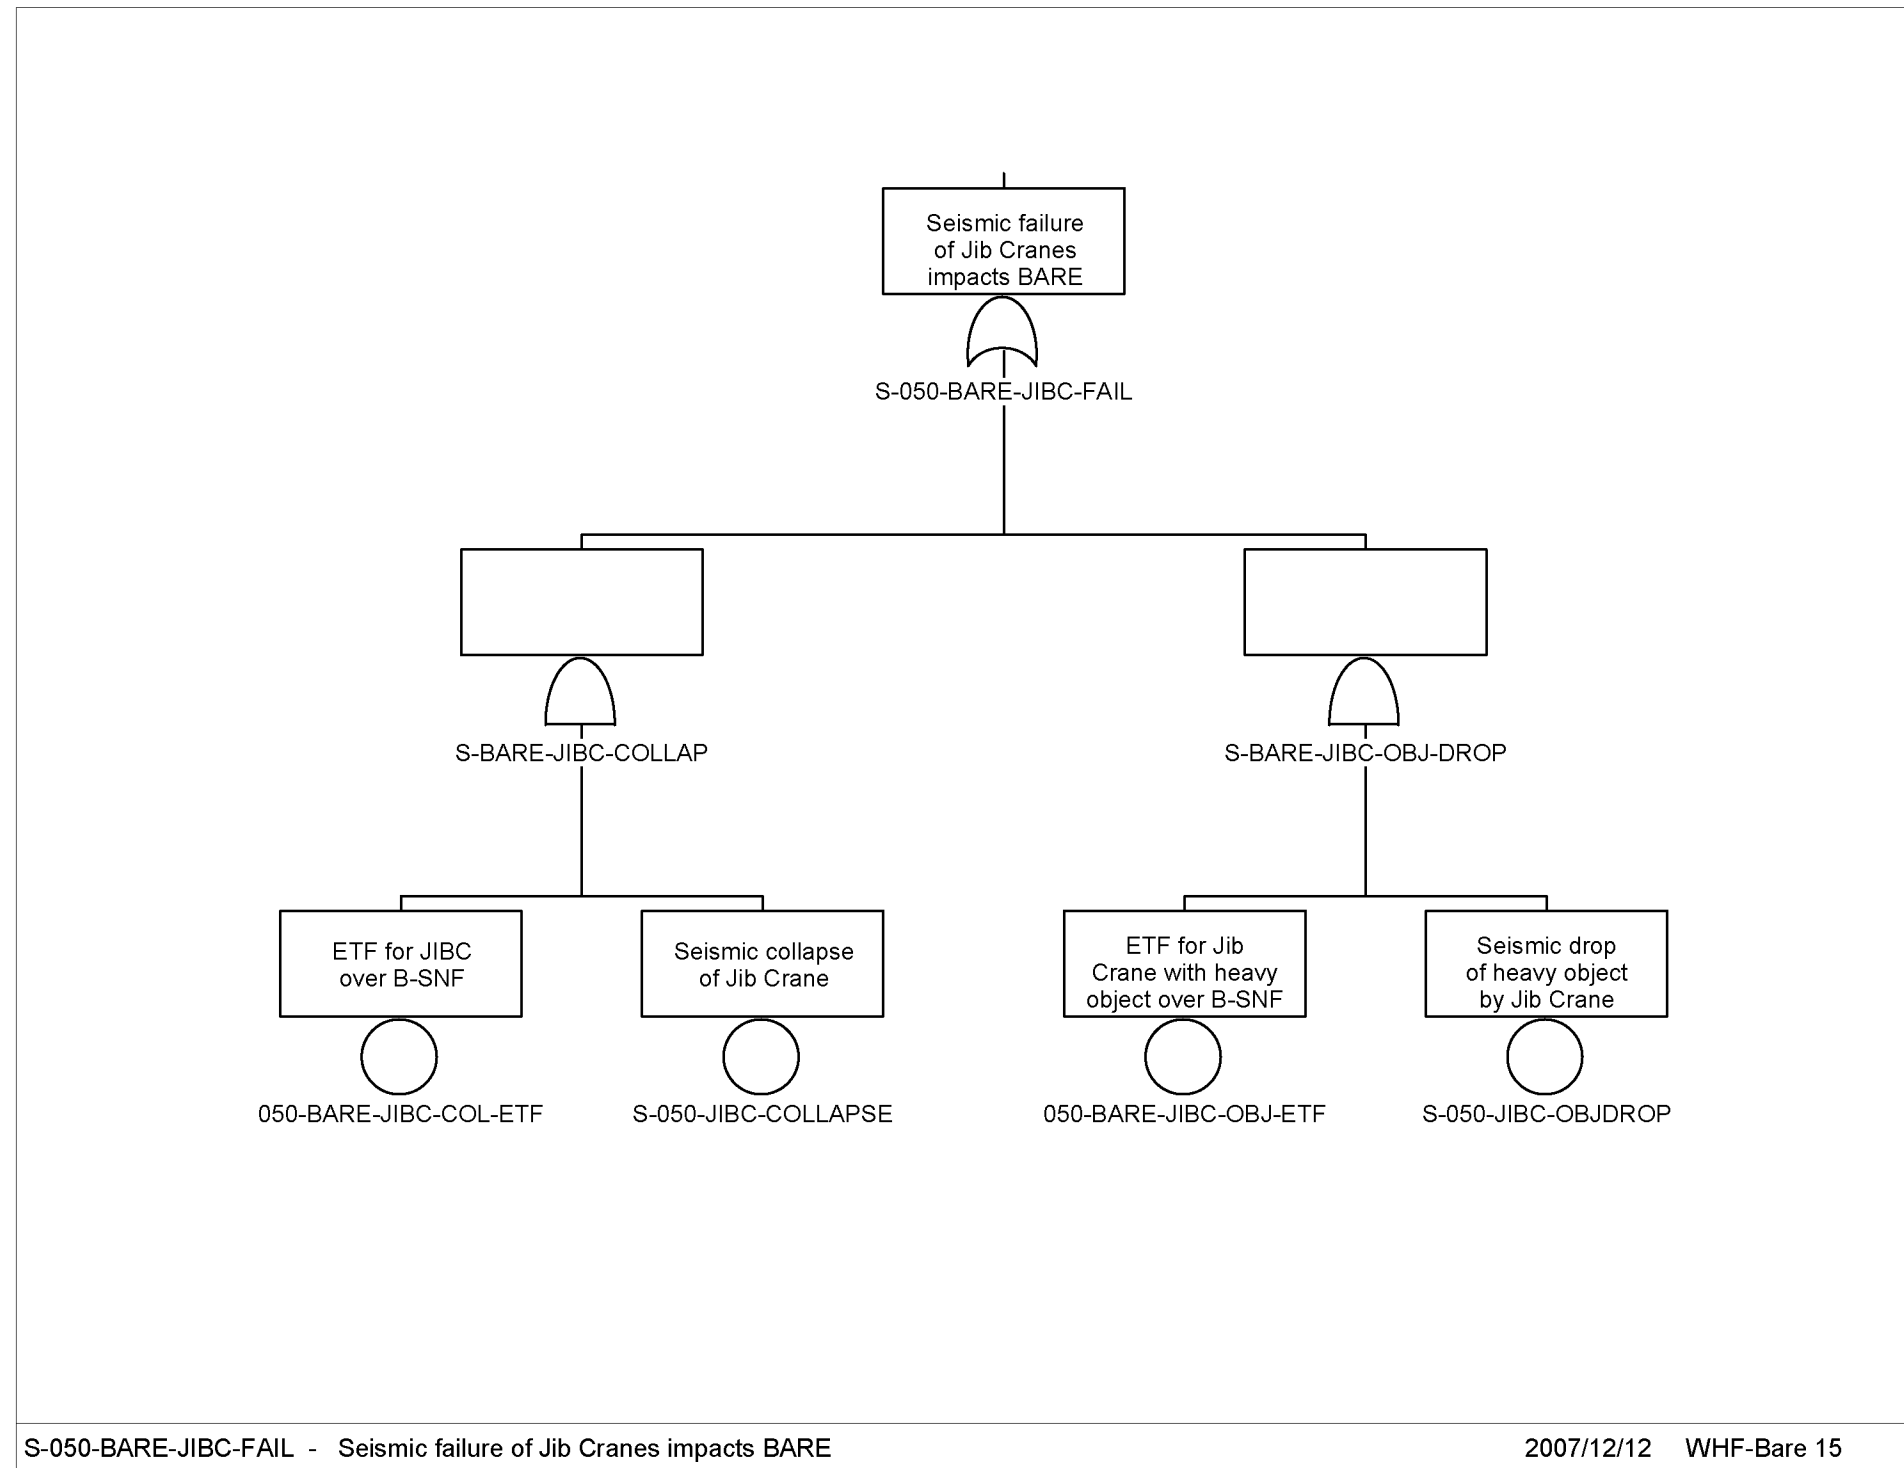 Seismic failure
of Jib Cranes
impacts BARE
S-050-BARE-JIBC-FAIL
S-BARE-JIBC-COLLAP
S-BARE-JIBC-OBJ-DROP
ETF for JIBC
over B-SNF
050-BARE-JIBC-COL-ETF
Seismic collapse
of Jib Crane
S-050-JIBC-COLLAPSE
ETF for Jib
Crane with heavy
object over B-SNF
050-BARE-JIBC-OBJ-ETF
Seismic drop
of heavy object
by Jib Crane
S-050-JIBC-OBJDROP
S-050-BARE-JIBC-FAIL - Seismic failure of Jib Cranes impacts BARE
2007/12/12 WHF-Bare 15